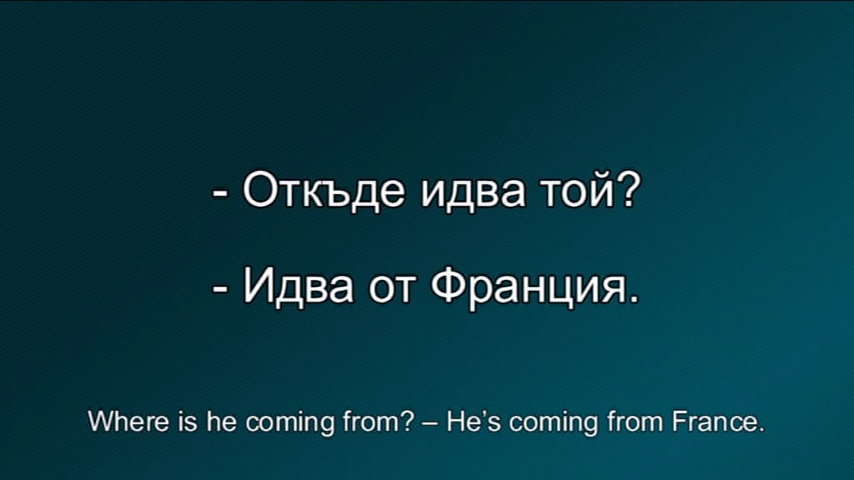 - Откъде идва той?
- Идва от Франция.
Where is he coming from? – He’s coming from France.